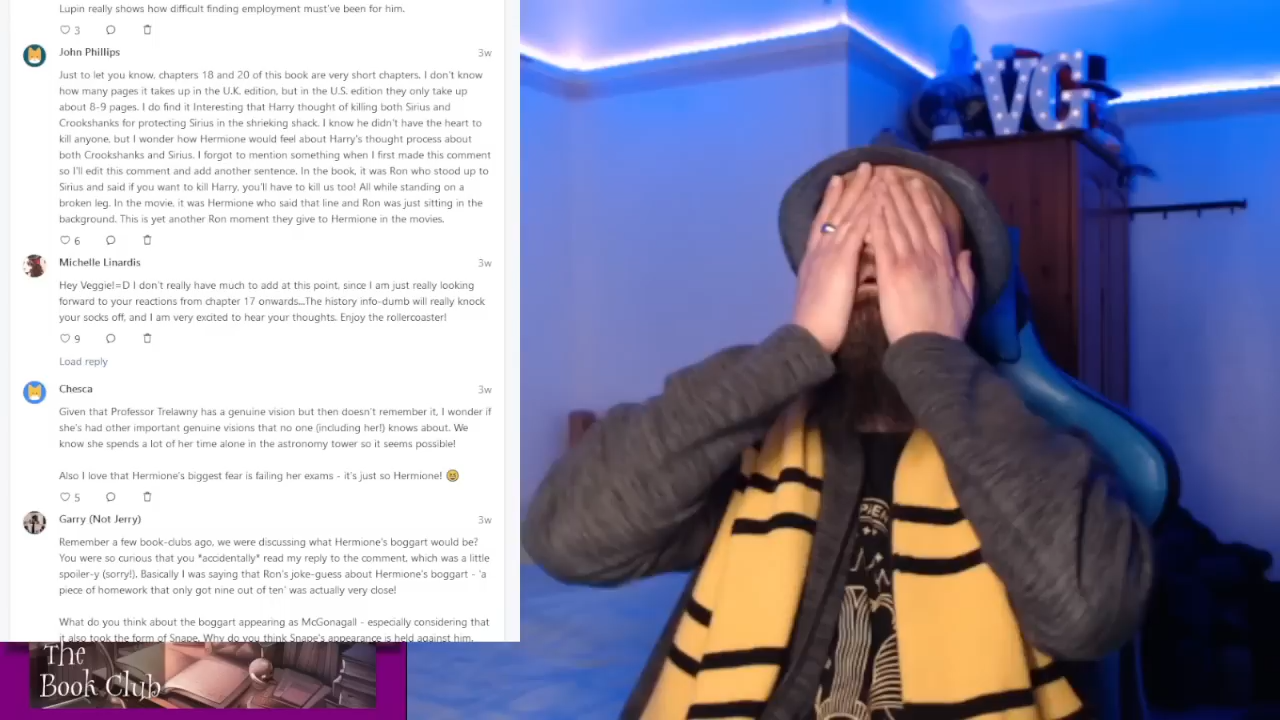 Lupin really shows how difficult finding employment must've been for him.
3
John Phillips
3w
Just to let you know, chapters 18 and 20 of this book are very short chapters. I don't know
how many pages it takes up in the U.K. edition, but in the U.S. edition they only take up
about 8-9 pages. I do find it Interesting that Harry thought of killing both Sirius and
Crookshanks for protecting Sirius in the shrieking shack. I know he didn't have the heart to
kill anyone, but I wonder how Hermione would feel about Harry's thought process about
both Crookshanks and Sirius. I forgot to mention something when I first made this comment
so I'll edit this comment and add another sentence. In the book, it was Ron who stood up to
Sirius and said if you want to kill Harry, you'll have to kill us too! All while standing on a
broken leg. In the movie, it was Hermione who said that line and Ron was just sitting in the
background. This is yet another Ron moment they give to Hermione in the movies.
6
Michelle Linardis
3w
Hey Veggie!=D I don't really have much to add at this point, since I am just really looking
forward to your reactions from chapter 17 onwards...The history info-dumb will really knock
your socks off, and I am very excited to hear your thoughts. Enjoy the rollercoaster!
9
Load reply
Chesca
3w
Given that Professor Trelawny has a genuine vision but then doesn't remember it, I wonder if
she's had other important genuine visions that no one (including her!) knows about. We
know she spends a lot of her time alone in the astronomy tower so it seems possible!
Also I love that Hermione's biggest fear is failing her exams - it's just so Hermione!
5
Garry (Not Jerry)
3w
Remember a few book-clubs ago, we were discussing what Hermione's boggart would be?
You were so curious that you *accidentally* read my reply to the comment, which was a little
spoiler-y (sorry!). Basically I was saying that Ron's joke-guess about Hermione's boggart - 'a
piece of homework that only got nine out of ten' was actually very close!
What do you think about the boggart appearing as McGonagall - especially considering that
it also took the form of Snape. Why do you think Snape's appearance is held against him,
The
Book Club
VG